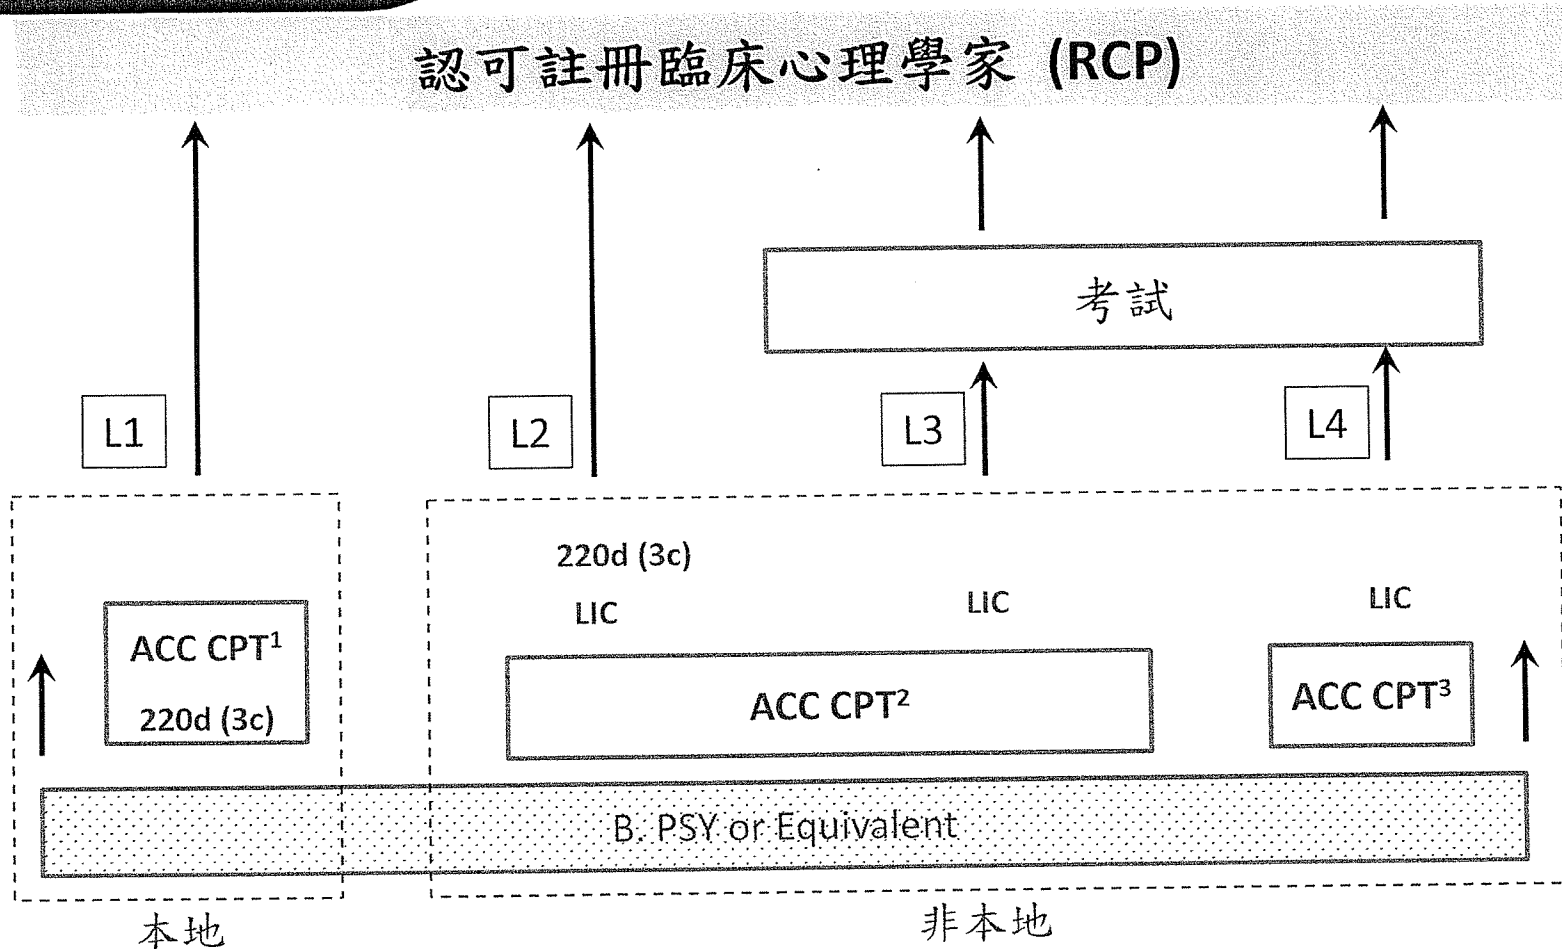 認可註冊臨床心理學家 (RCP)
考試
L1
L2
L3
L4
220d (3c)
LIC
LIC
LIC
ACC CPT¹
220d (3c)
ACC CPT²
ACC CPT³
B. PSY or Equivalent
本地
非本地